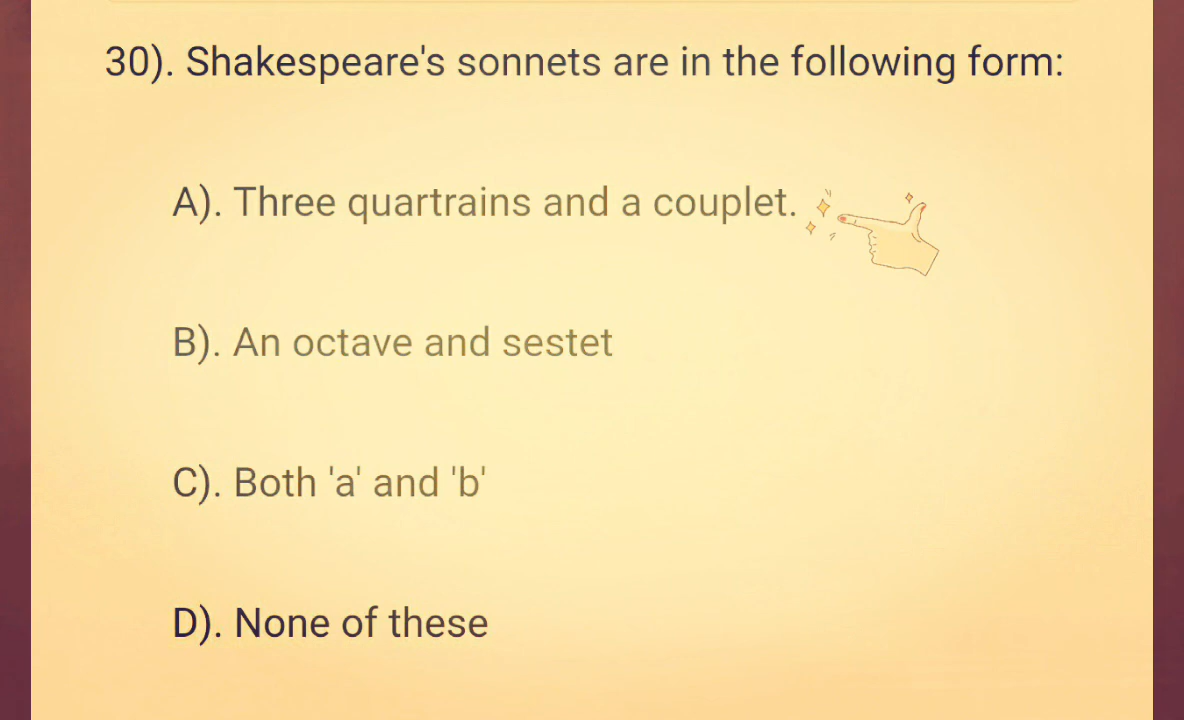 30). Shakespeare's sonnets are in the following form:
A). Three quartrains and a couplet.
B). An octave and sestet
C). Both 'a' and 'b'
D). None of these